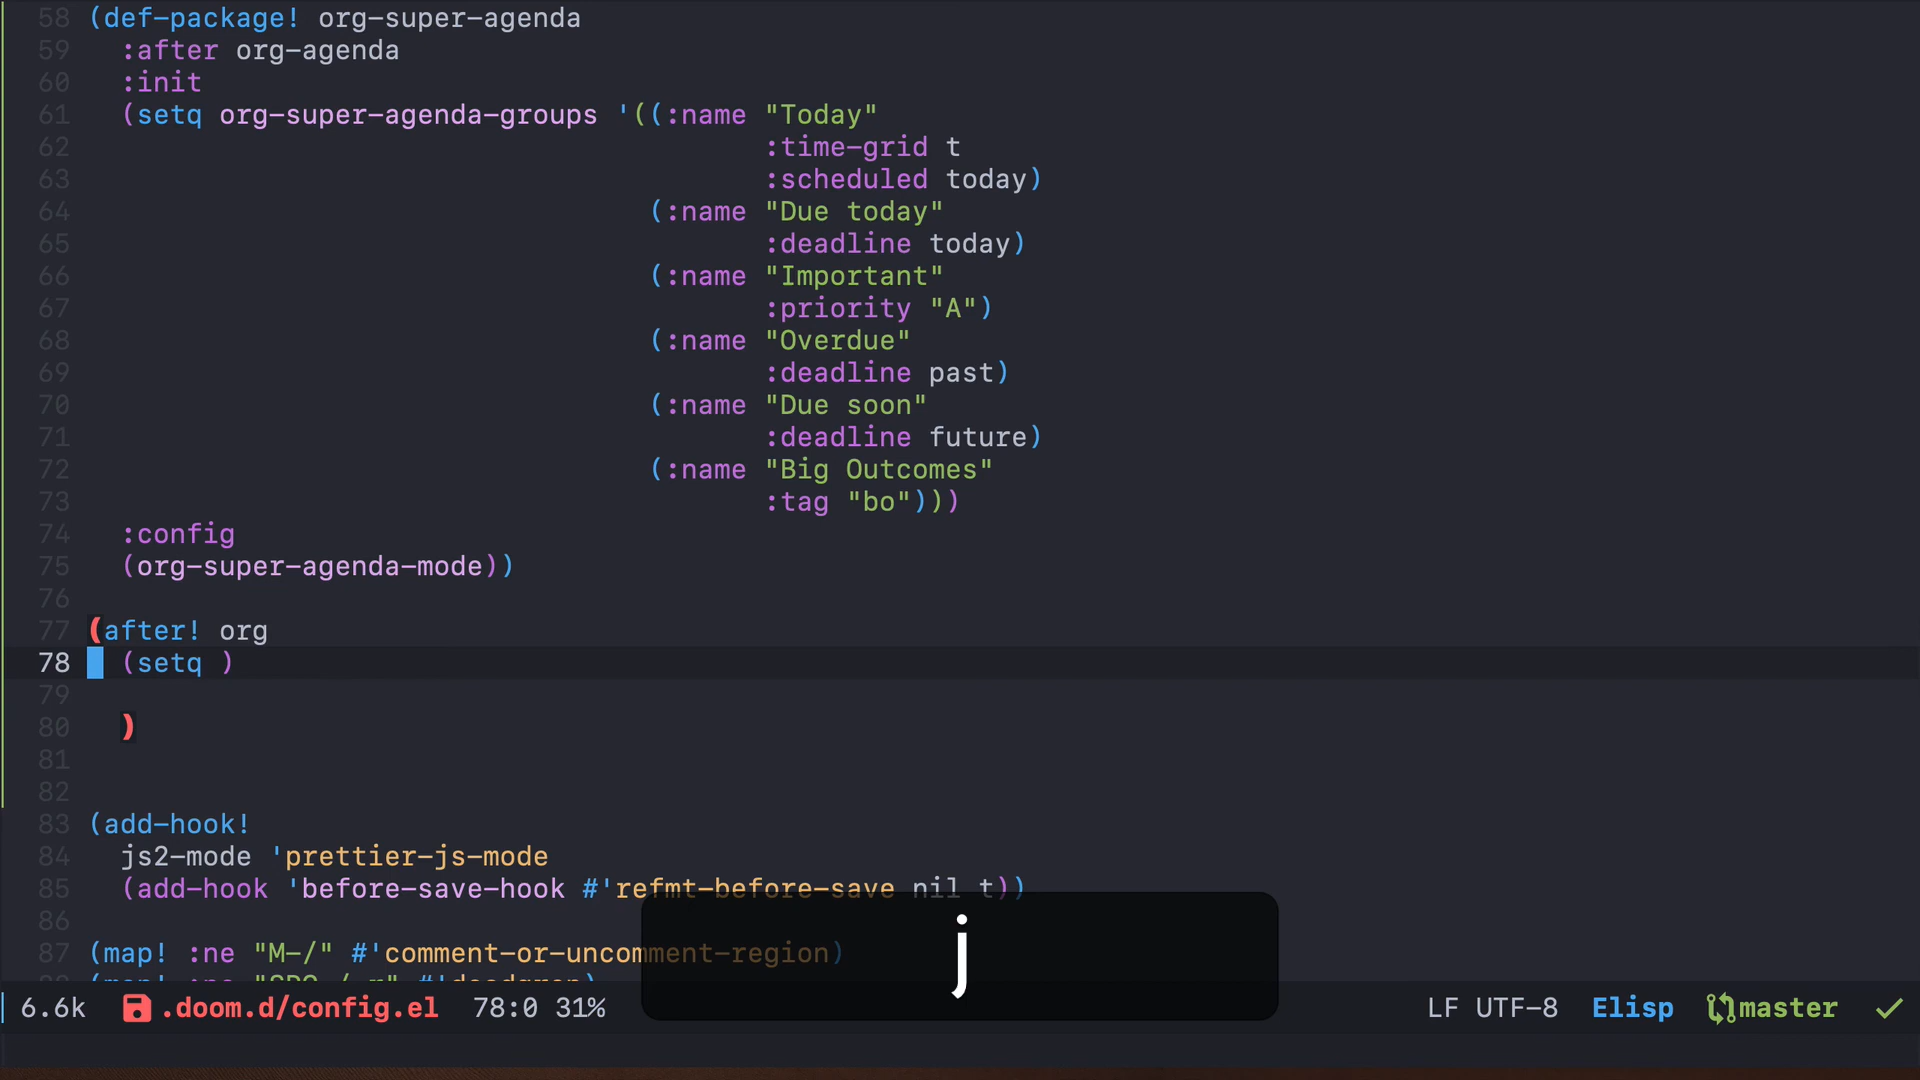 58 (def-package! org-super-agenda
59   :after org-agenda
60   :init
61   (setq org-super-agenda-groups '((:name "Today"
62                                          :time-grid t
63                                          :scheduled today)
64                                   (:name "Due today"
65                                          :deadline today)
66                                   (:name "Important"
67                                          :priority "A")
68                                   (:name "Overdue"
69                                          :deadline past)
70                                   (:name "Due soon"
71                                          :deadline future)
72                                   (:name "Big Outcomes"
73                                          :tag "bo")))
74   :config
75   (org-super-agenda-mode))
76
77 (after! org
78   (setq )
79
80   )
81
82
83 (add-hook!
84   js2-mode 'prettier-js-mode
85   (add-hook 'before-save-hook #'refmt-before-save nil t))
86
87 (map! :ne "M-/" #'comment-or-uncomment-region)
j
6.6k .doom.d/config.el 78:0 31% LF UTF-8 Elisp master